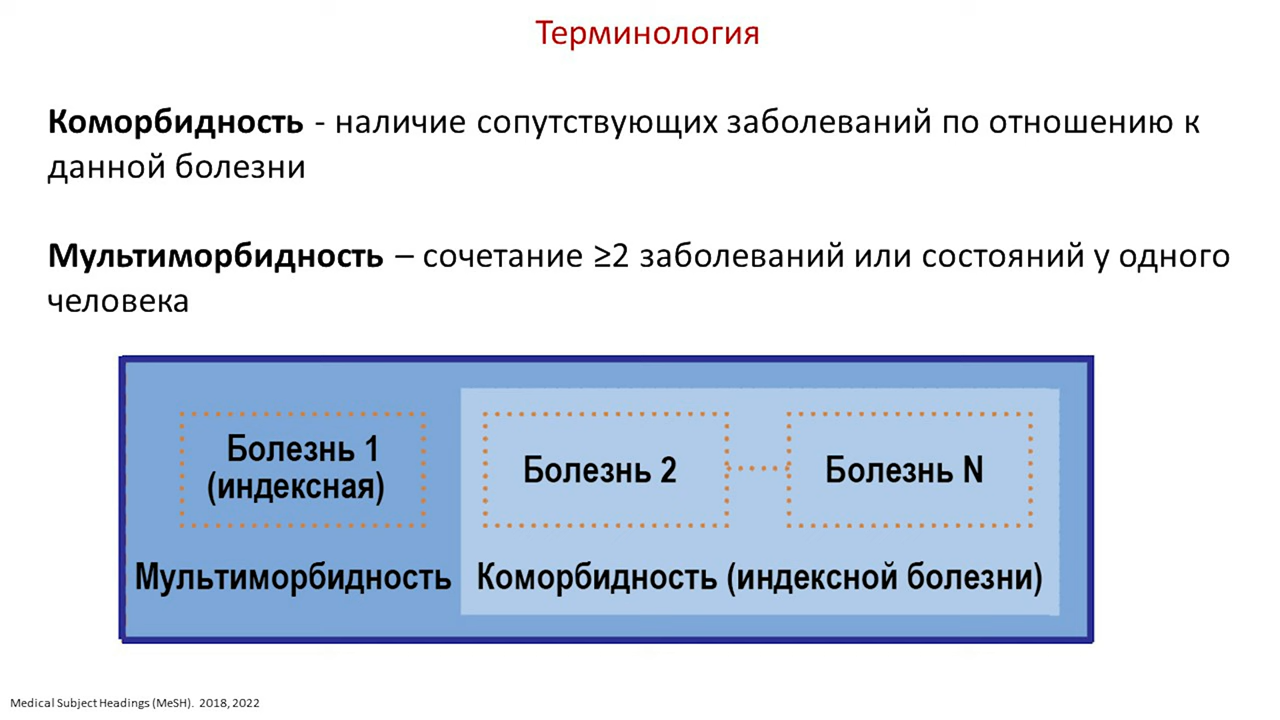 Терминология
Коморбидность - наличие сопутствующих заболеваний по отношению к
данной болезни
Мультиморбидность – сочетание ≥2 заболеваний или состояний у одного
человека
Болезнь 1
(индексная)
Болезнь 2
Болезнь N
Мультиморбидность
Коморбидность (индексной болезни)
Medical Subject Headings (MeSH). 2018, 2022